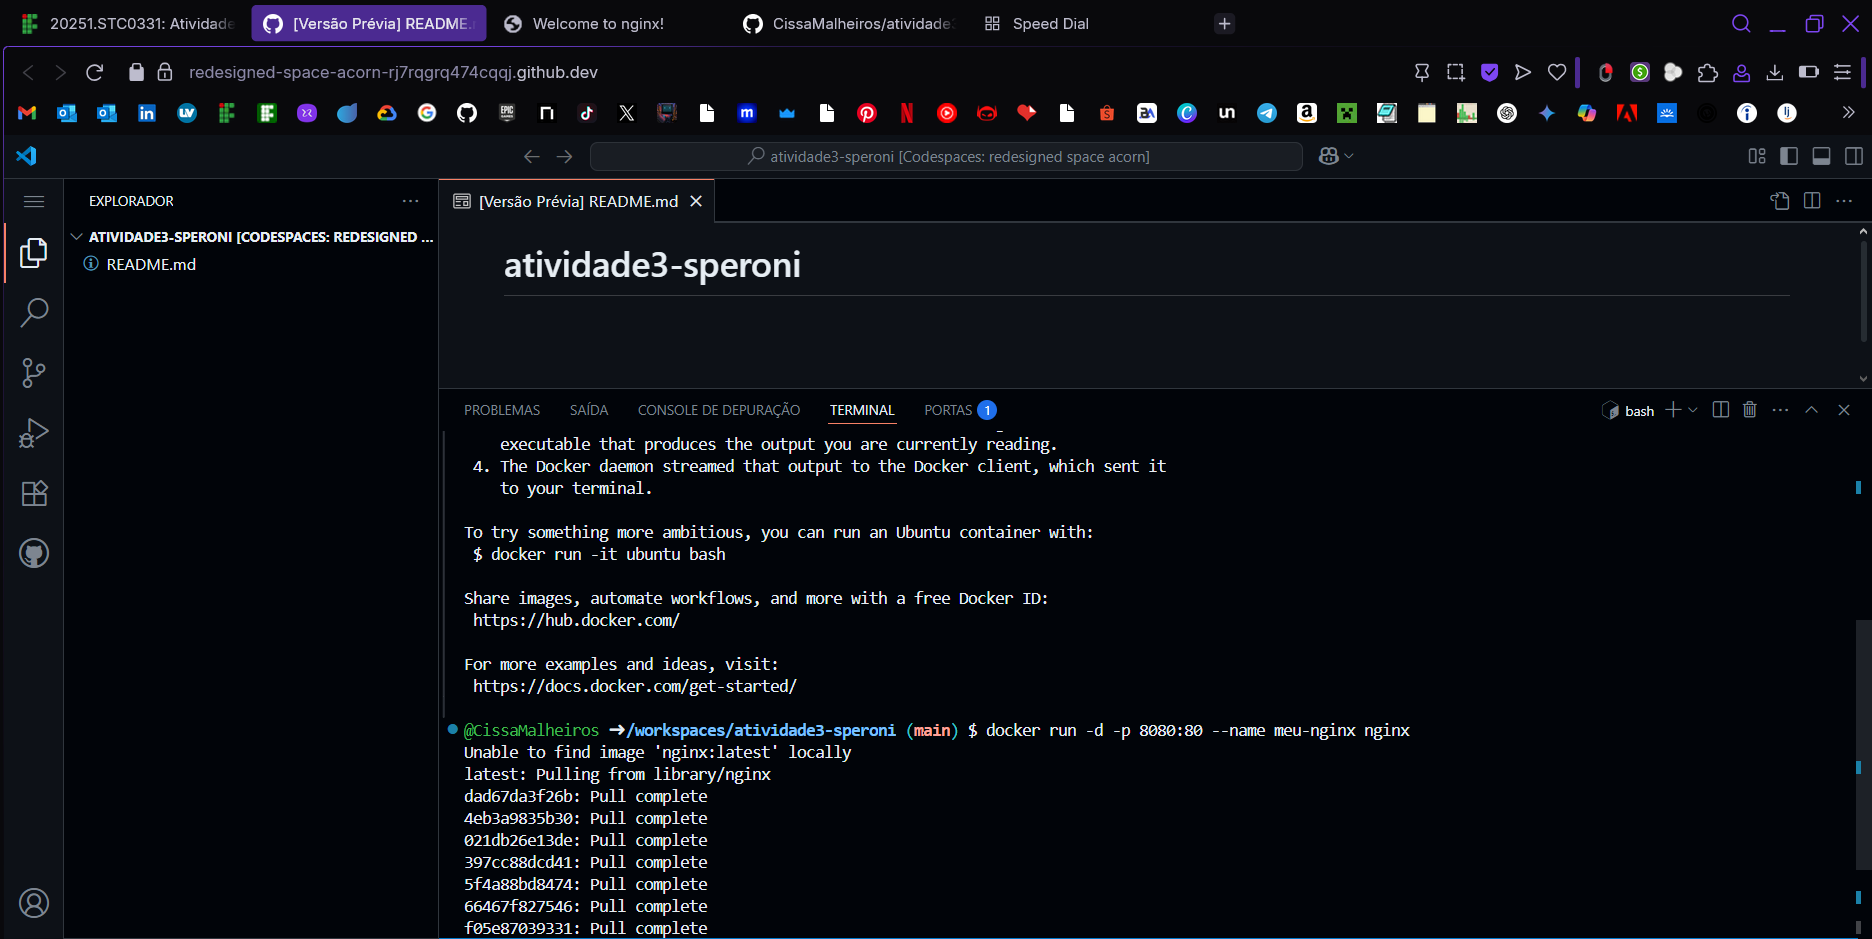 20251.STC0331: Atividade
[Versão Prévia] README.
Welcome to nginx!
CissaMalheiros/atividade3
Speed Dial
redesigned-space-acorn-rj7rqgrq474cqqj.github.dev
atividade3-speroni [Codespaces: redesigned space acorn]
EXPLORADOR
ATIVIDADE3-SPERONI [CODESPACES: REDESIGNED ...
README.md
[Versão Prévia] README.md
atividade3-speroni
PROBLEMAS
SAÍDA
CONSOLE DE DEPURAÇÃO
TERMINAL
PORTAS 1
bash
executable that produces the output you are currently reading.
4. The Docker daemon streamed that output to the Docker client, which sent it
to your terminal.
To try something more ambitious, you can run an Ubuntu container with:
$ docker run -it ubuntu bash
Share images, automate workflows, and more with a free Docker ID:
https://hub.docker.com/
For more examples and ideas, visit:
https://docs.docker.com/get-started/
@CissaMalheiros ➜/workspaces/atividade3-speroni (main) $ docker run -d -p 8080:80 --name meu-nginx nginx
Unable to find image 'nginx:latest' locally
latest: Pulling from library/nginx
dad67da3f26b: Pull complete
4eb3a9835b30: Pull complete
021db26e13de: Pull complete
397cc88dcd41: Pull complete
5f4a88bd8474: Pull complete
66467f827546: Pull complete
f05e87039331: Pull complete